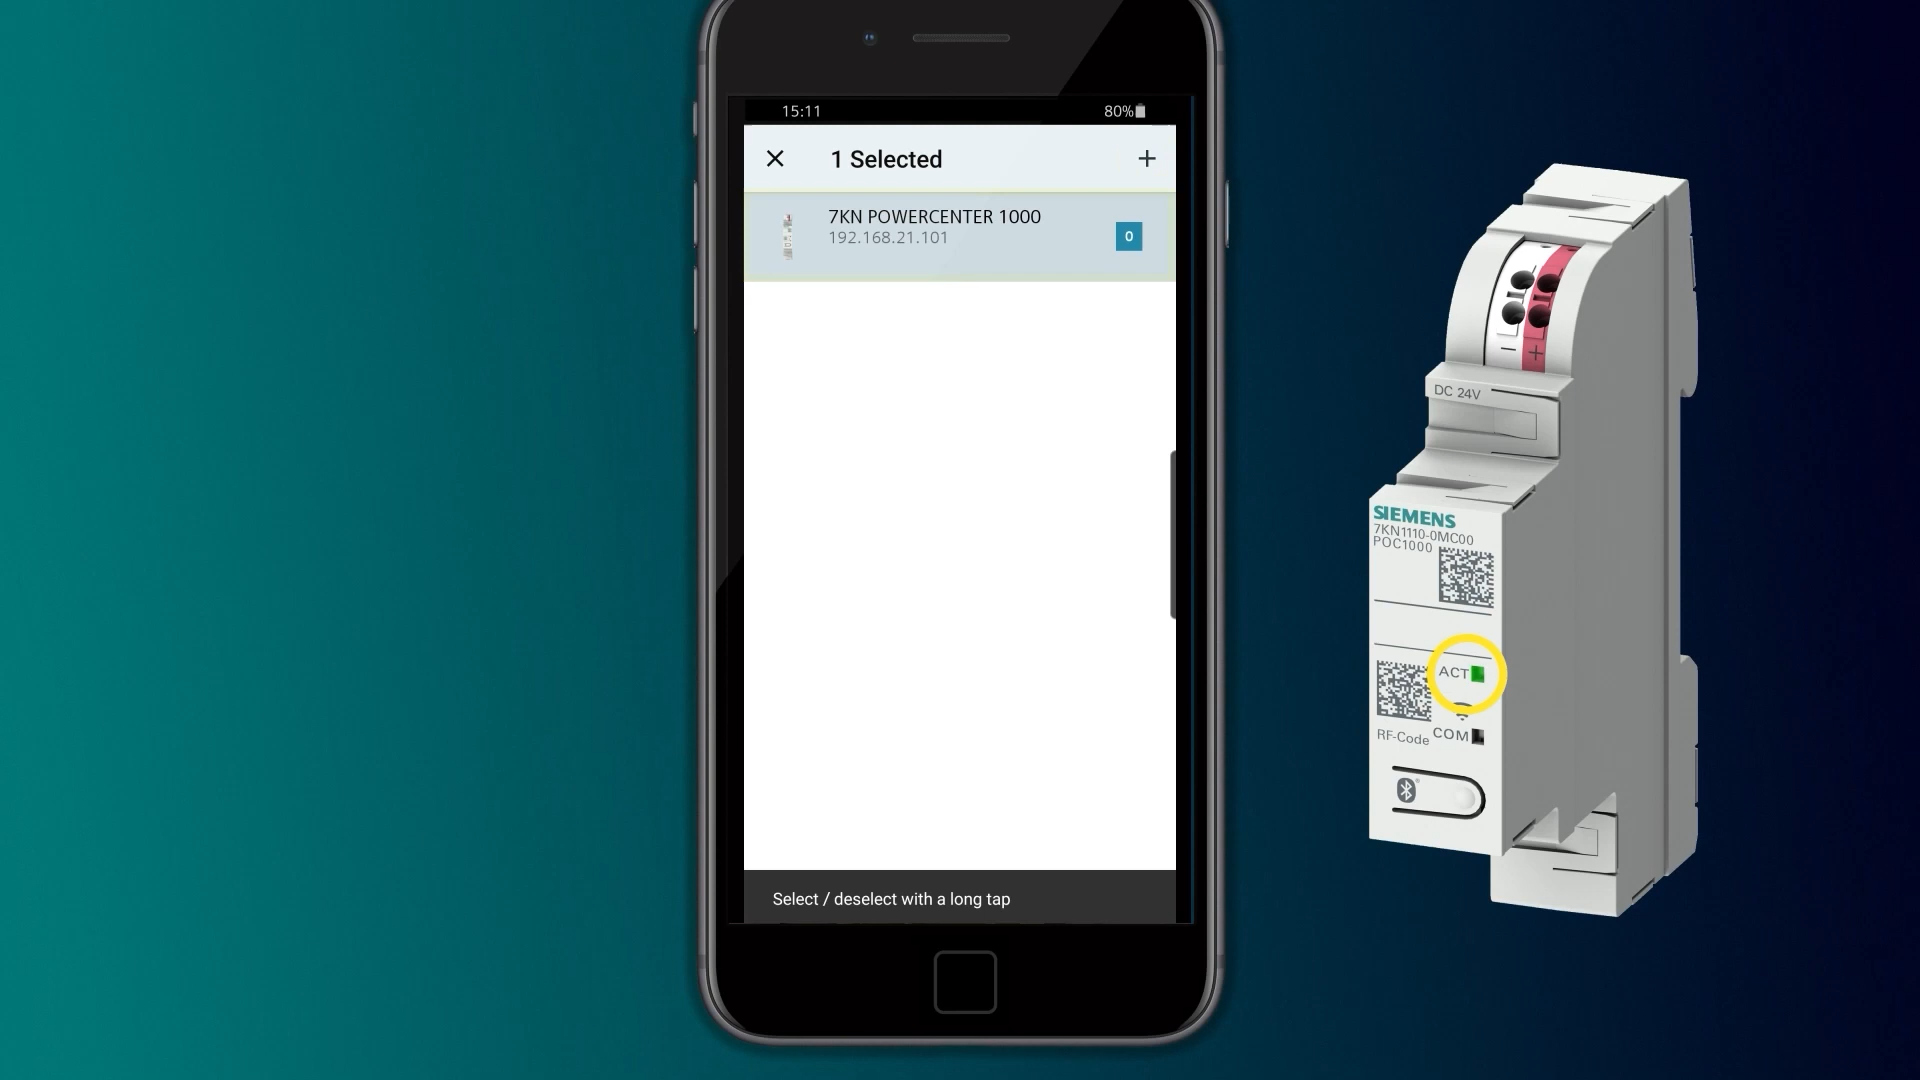 15:11
80%
1 Selected
7KN POWERCENTER 1000
192.168.21.101
0
Select / deselect with a long tap
DC 24V
SIEMENS
7KN1110-0MC00
POC1000
ACT
RF-Code
COM